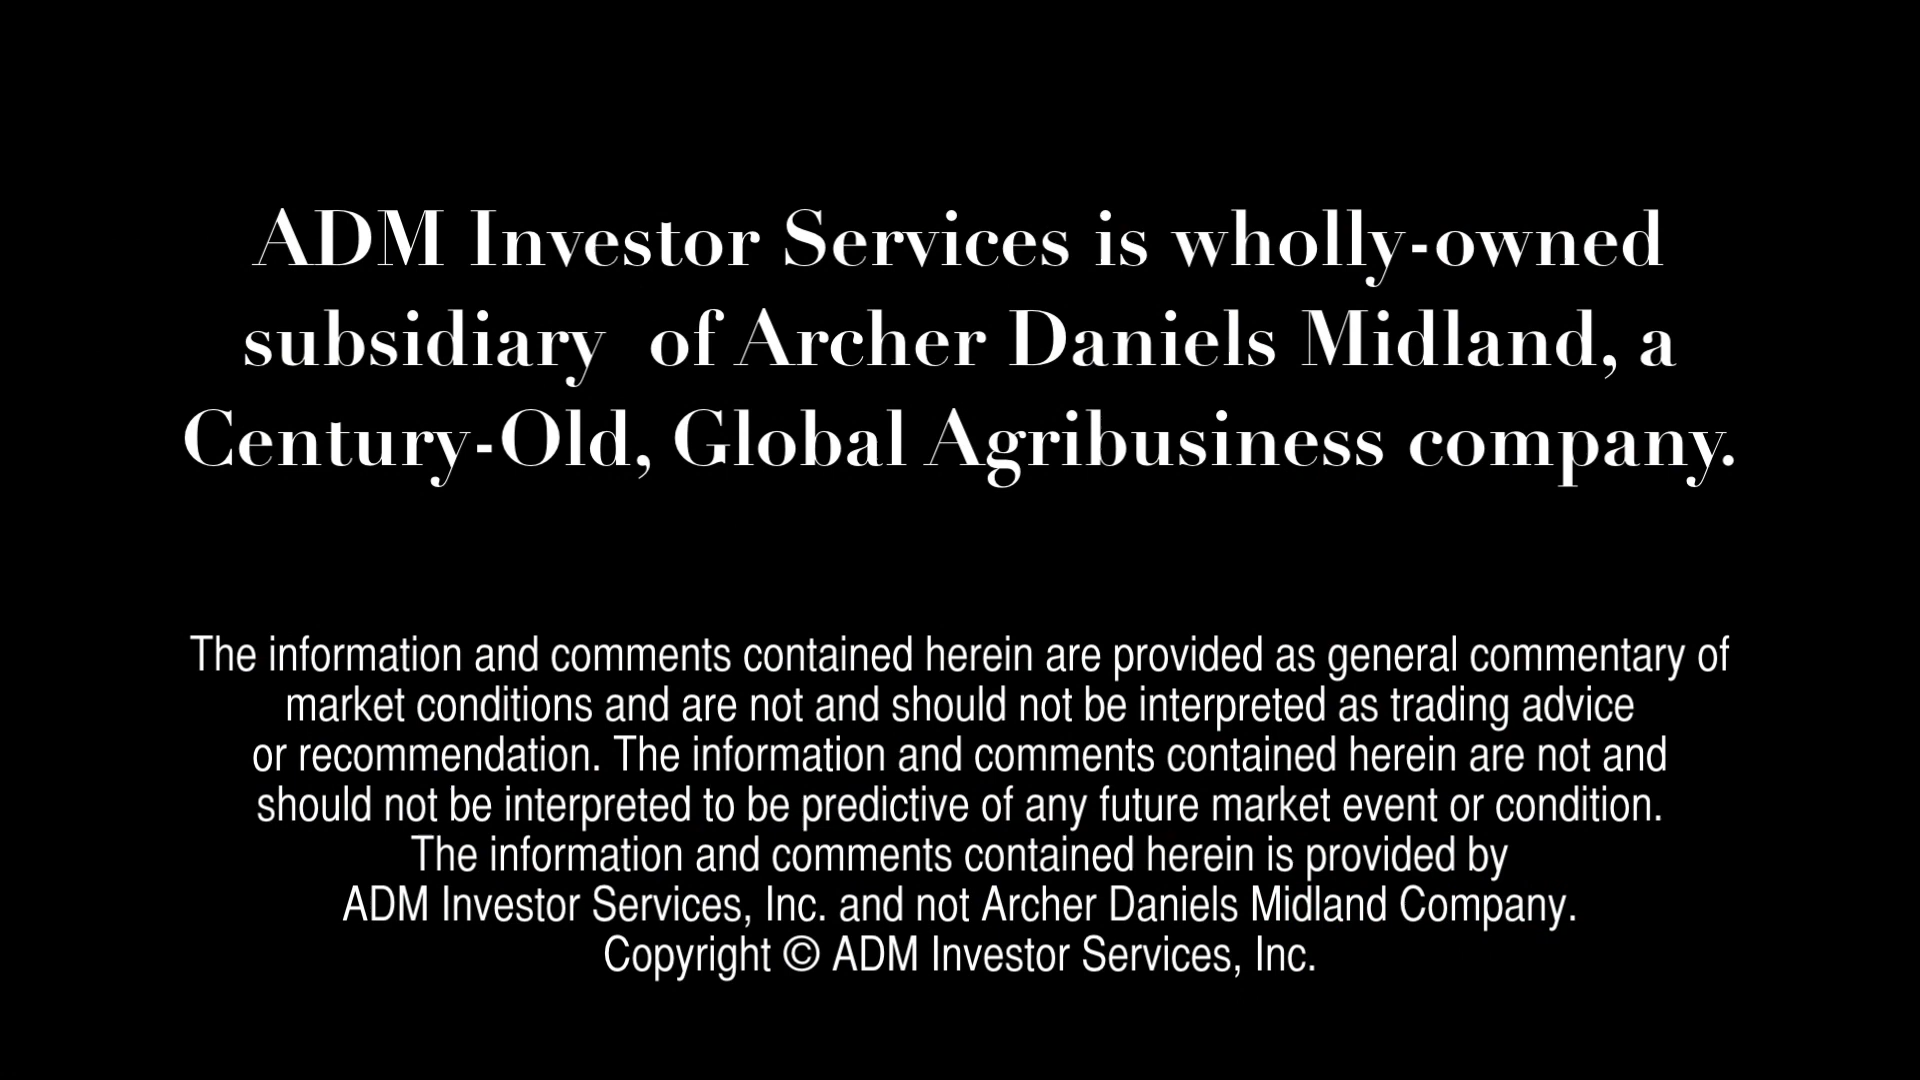 ADM Investor Services is wholly-owned
subsidiary  of Archer Daniels Midland, a
Century-Old, Global Agribusiness company.
The information and comments contained herein are provided as general commentary of
market conditions and are not and should not be interpreted as trading advice
or recommendation. The information and comments contained herein are not and
should not be interpreted to be predictive of any future market event or condition.
The information and comments contained herein is provided by
ADM Investor Services, Inc. and not Archer Daniels Midland Company.
Copyright © ADM Investor Services, Inc.